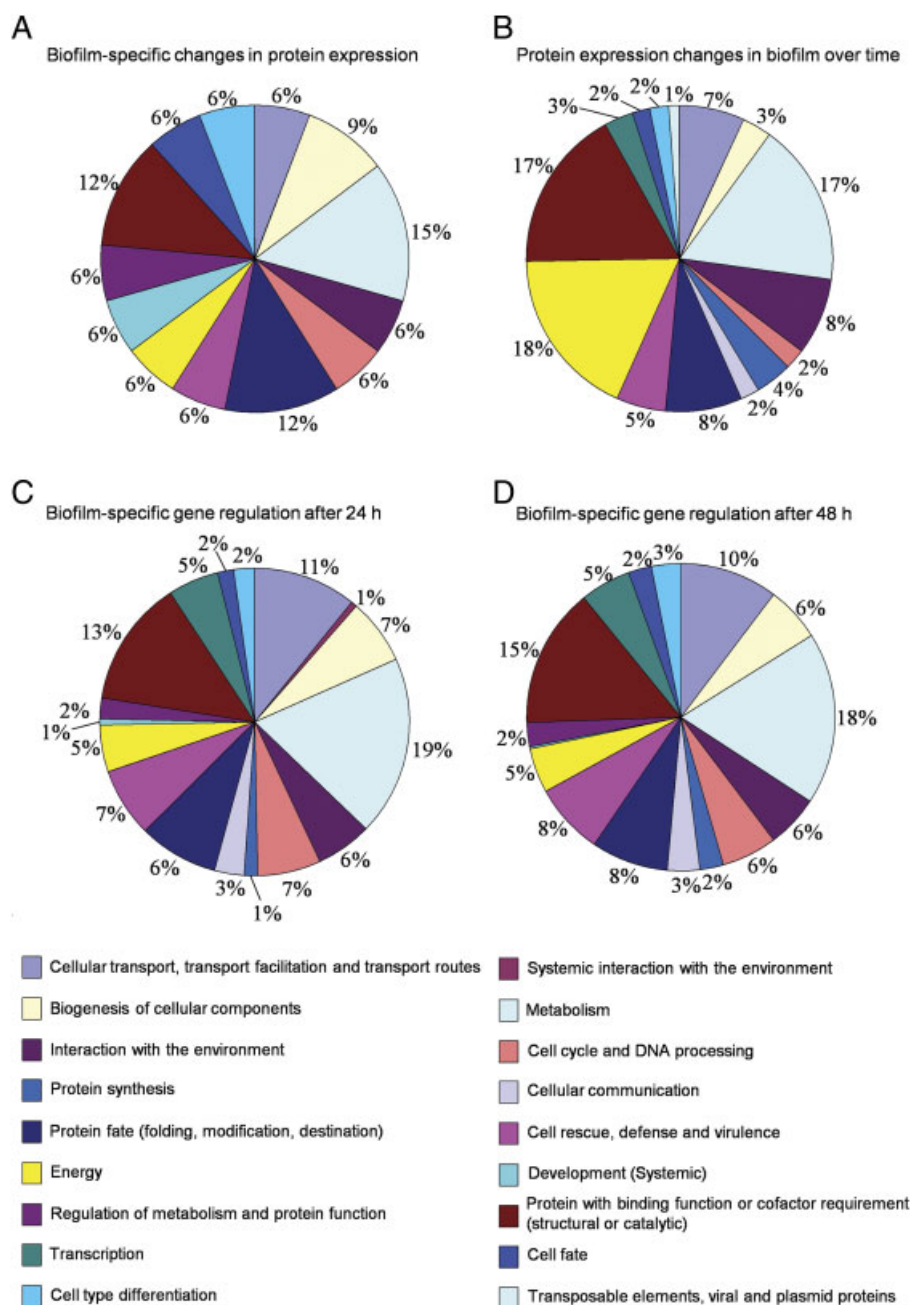 A
Biofilm-specific changes in protein expression
6%
9%
15%
6%
6%
12%
6%
6%
6%
6%
12%
6%
6%
B
Protein expression changes in biofilm over time
7%
3%
17%
8%
2%
4%
2%
8%
5%
18%
17%
3%
2%
2%
1%
C
Biofilm-specific gene regulation after 24 h
11%
1%
7%
19%
6%
7%
1%
3%
6%
7%
5%
1%
2%
13%
5%
2%
2%
D
Biofilm-specific gene regulation after 48 h
10%
6%
18%
6%
6%
2%
3%
8%
8%
5%
2%
15%
5%
2%
3%
Cellular transport, transport facilitation and transport routes
Biogenesis of cellular components
Interaction with the environment
Protein synthesis
Protein fate (folding, modification, destination)
Energy
Regulation of metabolism and protein function
Transcription
Cell type differentiation
Systemic interaction with the environment
Metabolism
Cell cycle and DNA processing
Cellular communication
Cell rescue, defense and virulence
Development (Systemic)
Protein with binding function or cofactor requirement
(structural or catalytic)
Cell fate
Transposable elements, viral and plasmid proteins